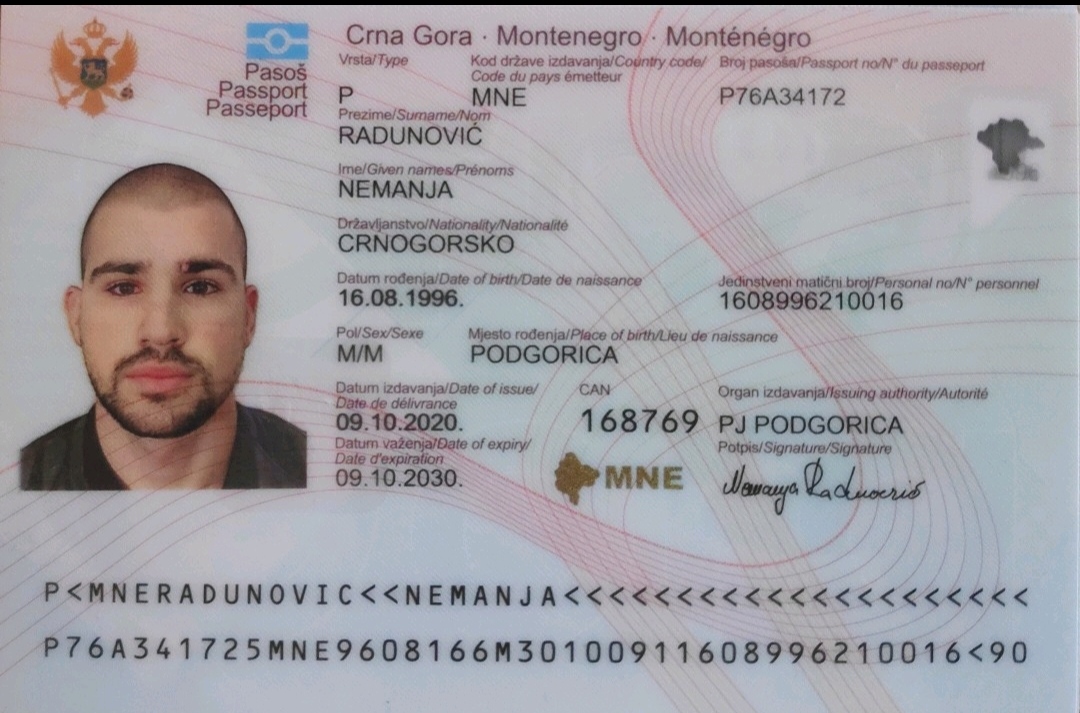 Crna Gora · Montenegro · Monténégro
Pasoš
Passport
Passeport
Vrsta/Type
Kod države izdavanja/Country code/
Code du pays émetteur
Broj pasoša/Passport no/N° du passeport
P
MNE
P76A34172
Prezime/Surname/Nom
RADUNOVIĆ
Ime/Given names/Prénoms
NEMANJA
Državljanstvo/Nationality/Nationalité
CRNOGORSKO
Datum rođenja/Date of birth/Date de naissance
Jedinstveni matični broj/Personal no/N° personnel
16.08.1996.
1608996210016
Pol/Sex/Sexe
Mjesto rođenja/Place of birth/Lieu de naissance
M/M
PODGORICA
Datum izdavanja/Date of issue/
Date de délivrance
CAN
Organ izdavanja/Issuing authority/Autorité
09.10.2020.
168769
PJ PODGORICA
Datum važenja/Date of expiry/
Date d'expiration
Potpis/Signature/Signature
09.10.2030.
MNE
Nemanja Radunović
P<MNERADUNOVIC<<NEMANJA<<<<<<<<<<<<<<<<<<<<<
P76A341725MNE9608166M30100911608996210016<90